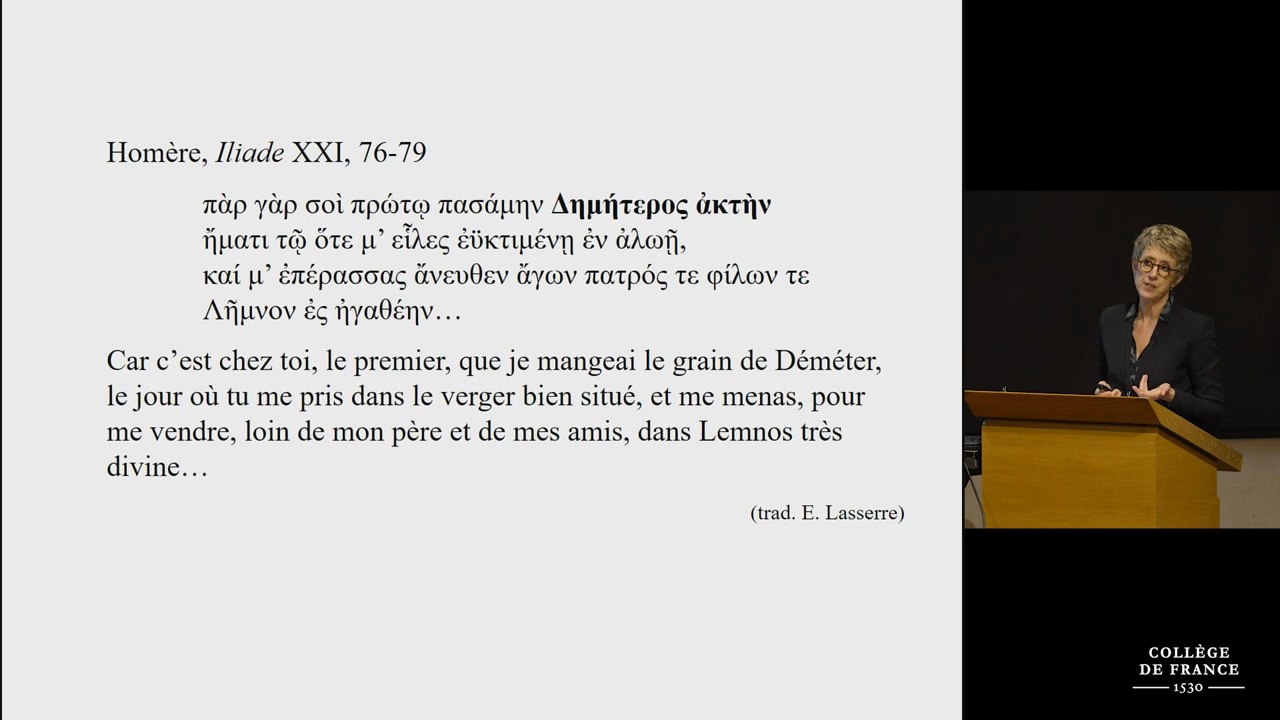 Homère, Iliade XXI, 76-79
πὰρ γὰρ σοὶ πρώτῳ πασάμην Δημήτερος ἀκτὴν
ἤματι τῷ ὅτε μ’ εἷλες ἐϋκτιμένῃ ἐν ἀλωῇ,
καί μ’ ἐπέρασσας ἄνευθεν ἄγων πατρός τε φίλων τε
Λῆμνον ἐς ἠγαθέην…
Car c’est chez toi, le premier, que je mangeai le grain de Déméter,
le jour où tu me pris dans le verger bien situé, et me menas, pour
me vendre, loin de mon père et de mes amis, dans Lemnos très
divine…
(trad. E. Lasserre)
COLLÈGE
DE FRANCE
1530